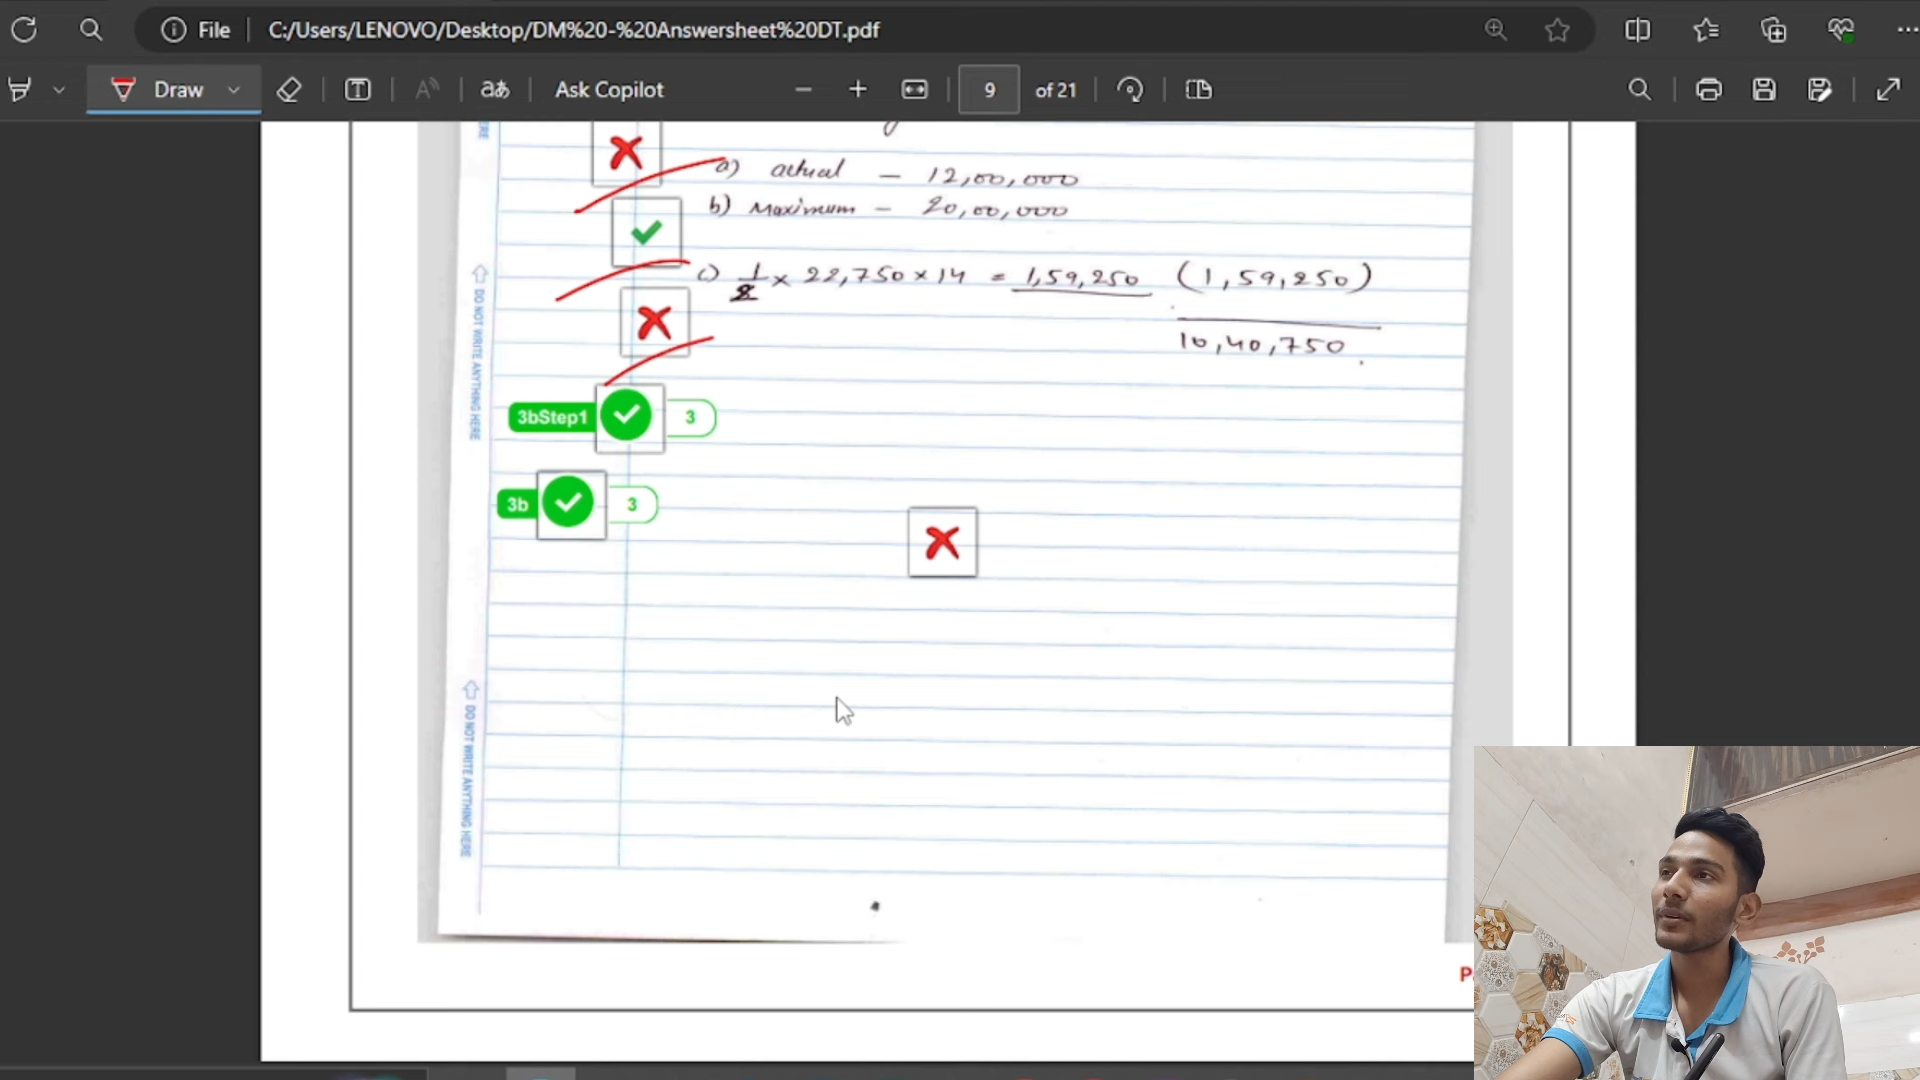 File C:/Users/LENOVO/Desktop/DM%20-%20Answersheet%20DT.pdf
Draw aあ Ask Copilot 9 of 21
a) actual – 12,00,000
b) Maximum – 20,00,000
c) 1/2 × 22,750 × 14 = 1,59,250 (1,59,250)
10,40,750
3bStep1 3
3b 3
DO NOT WRITE ANYTHING HERE
DO NOT WRITE ANYTHING HERE